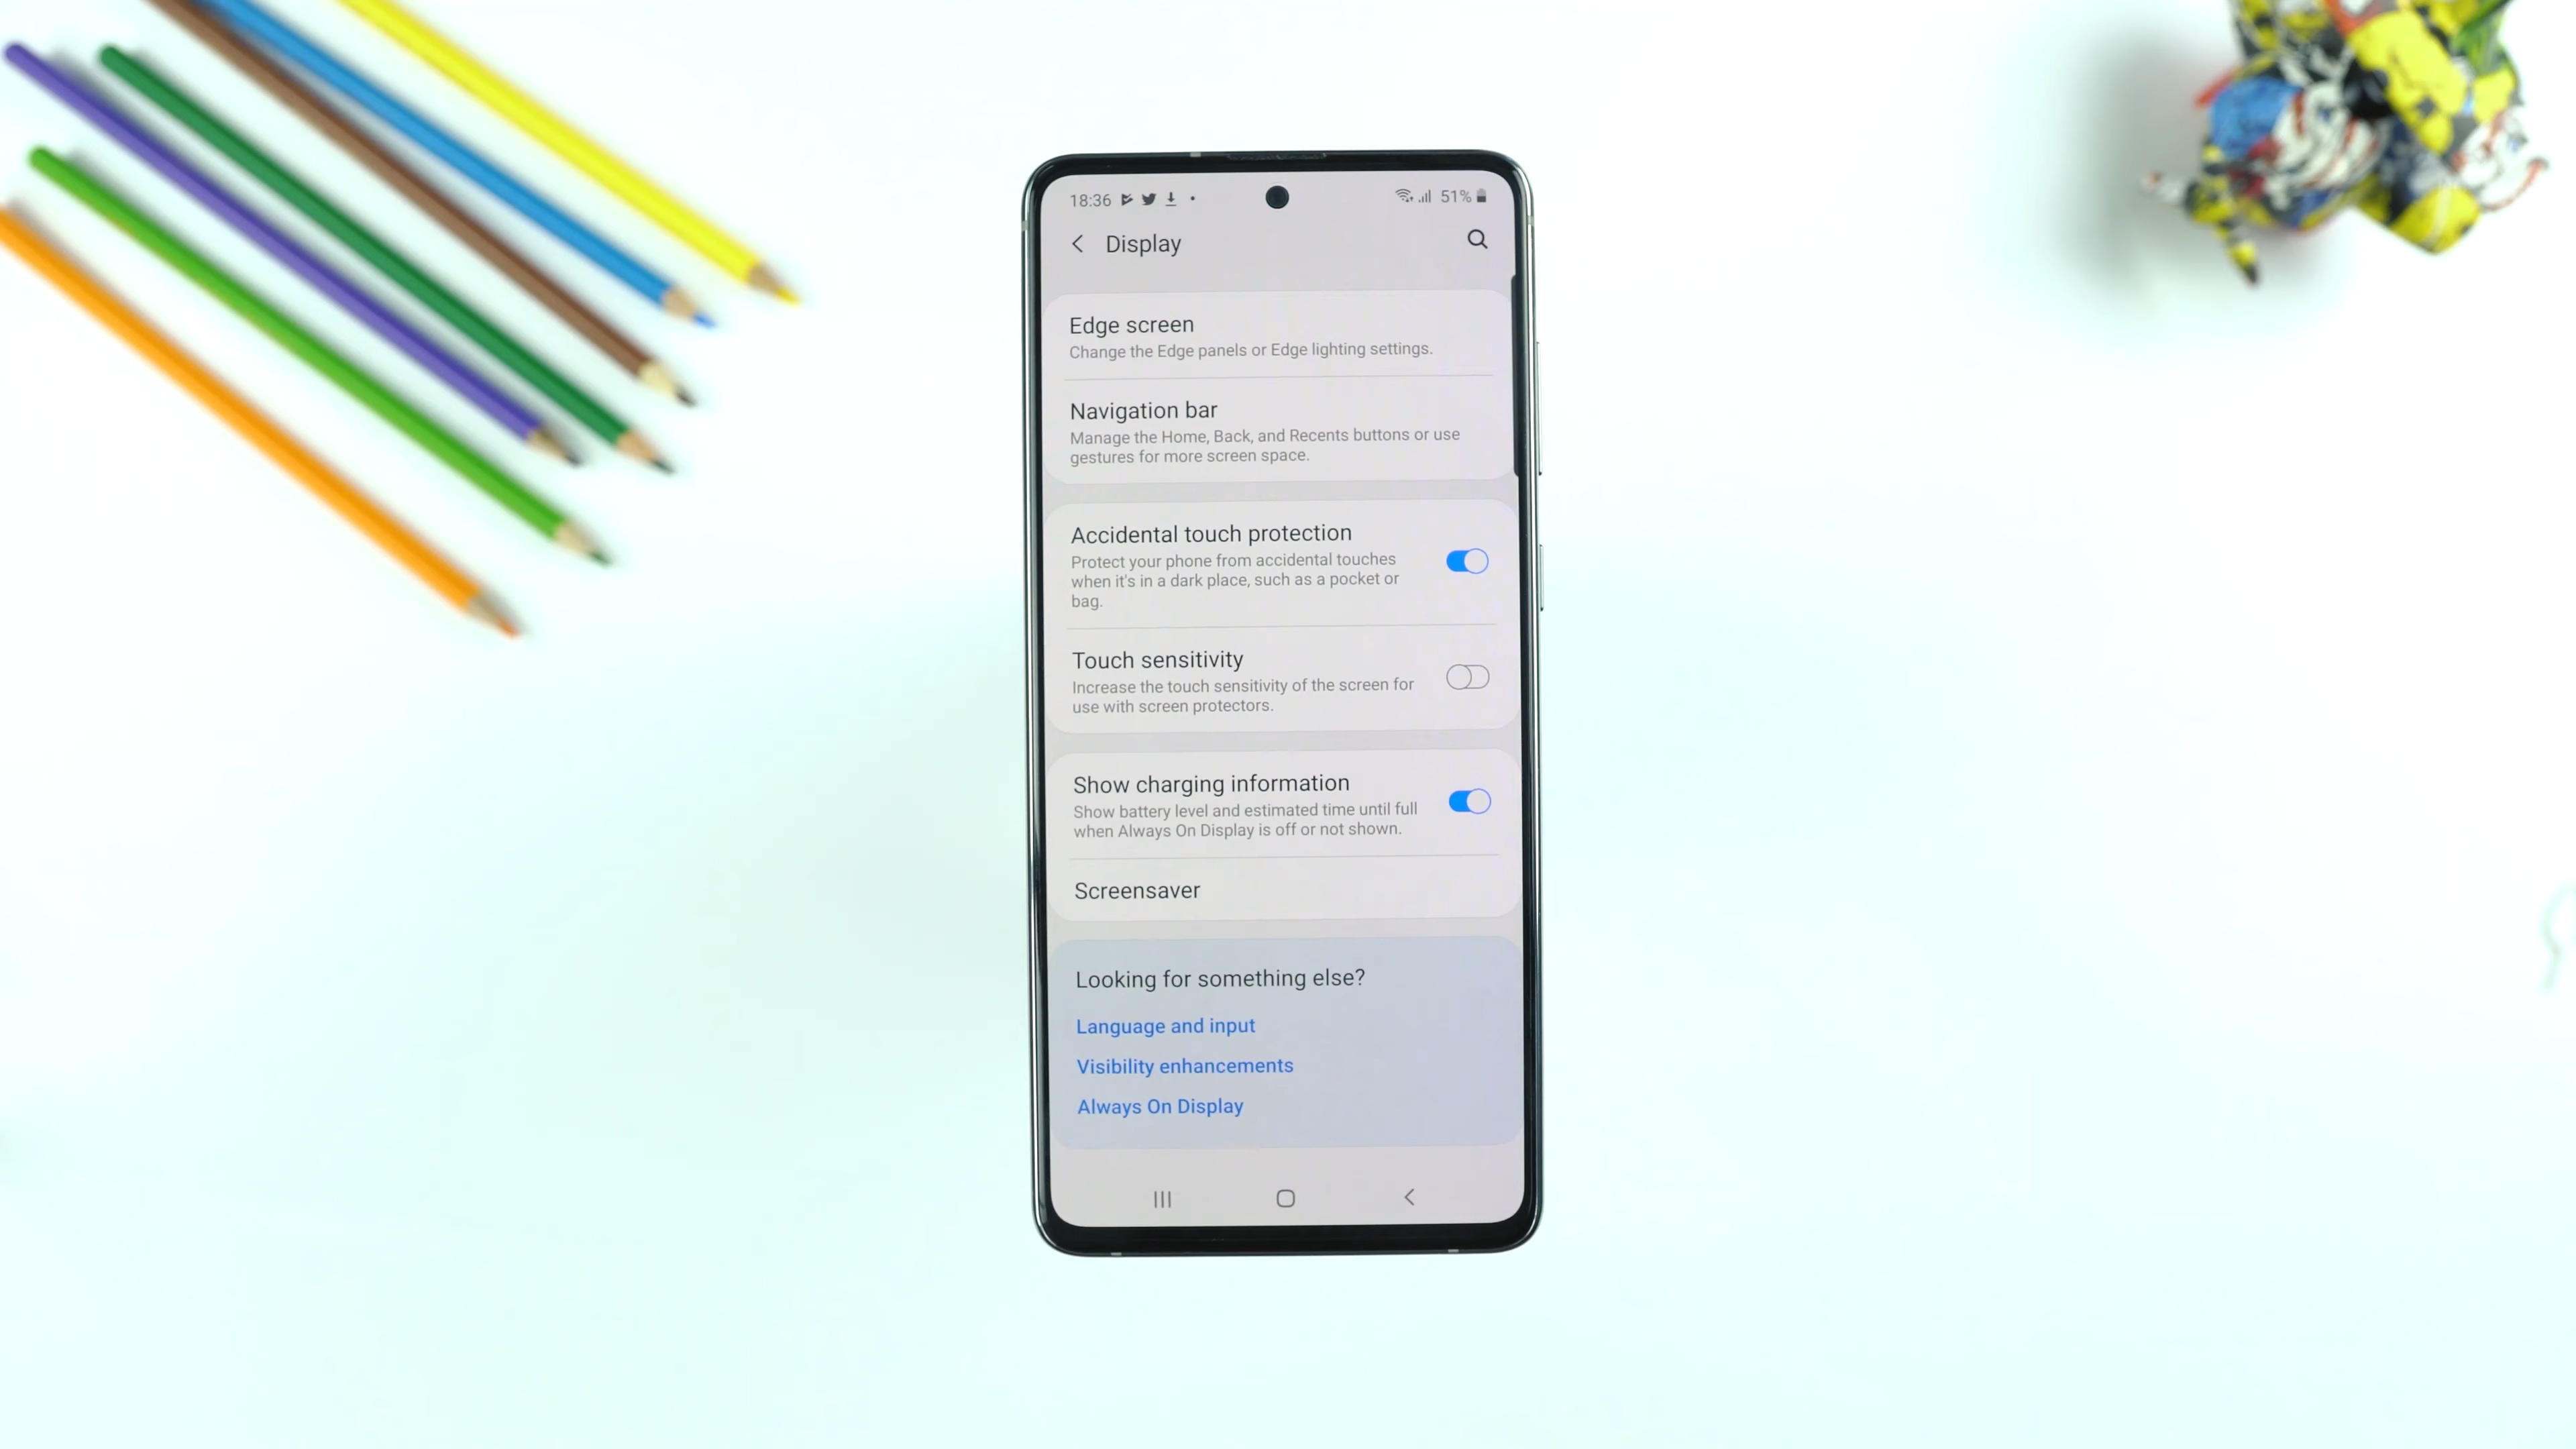 18:36 51%
Display
Edge screen
Change the Edge panels or Edge lighting settings.
Navigation bar
Manage the Home, Back, and Recents buttons or use
gestures for more screen space.
Accidental touch protection
Protect your phone from accidental touches
when it's in a dark place, such as a pocket or
bag.
Touch sensitivity
Increase the touch sensitivity of the screen for
use with screen protectors.
Show charging information
Show battery level and estimated time until full
when Always On Display is off or not shown.
Screensaver
Looking for something else?
Language and input
Visibility enhancements
Always On Display